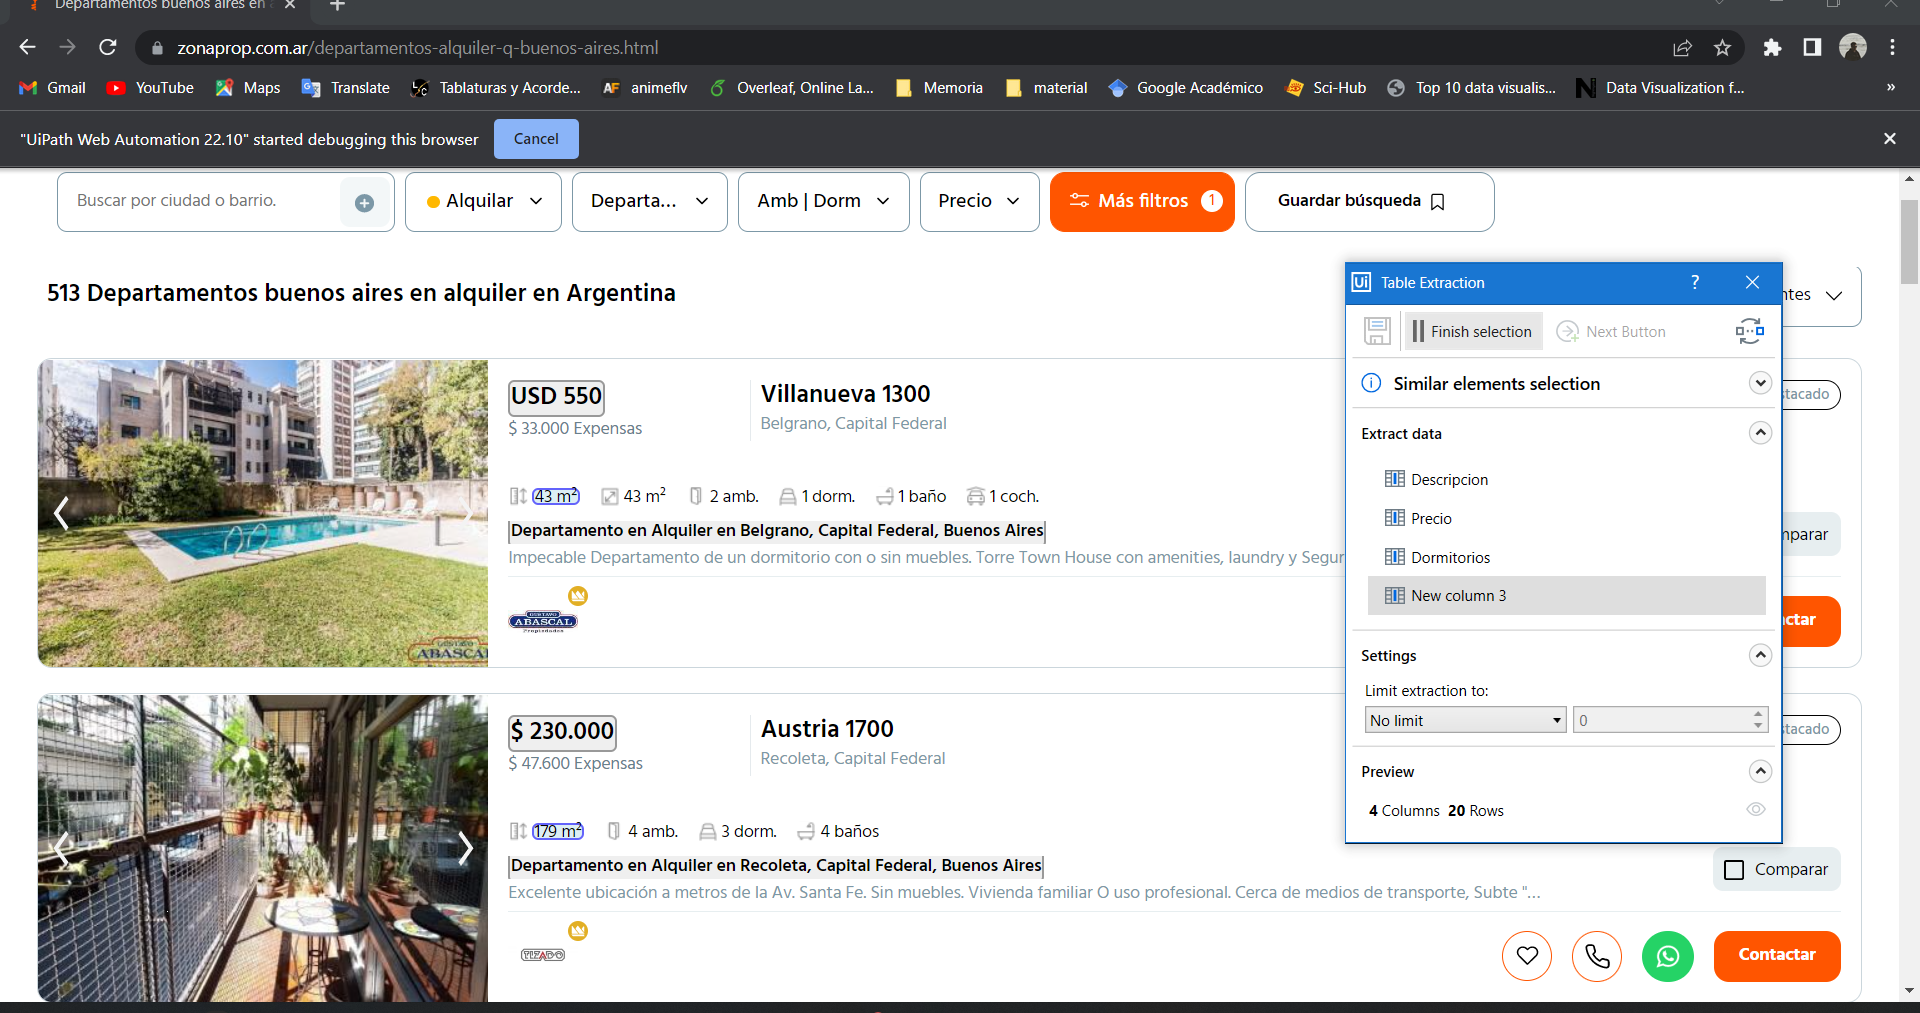 Departamentos buenos aires en
zonaprop.com.ar/departamentos-alquiler-q-buenos-aires.html
Gmail YouTube Maps Translate Tablaturas y Acorde... animeflv Overleaf, Online La... Memoria material Google Académico Sci-Hub Top 10 data visualis... Data Visualization f... »
"UiPath Web Automation 22.10" started debugging this browser Cancel
Buscar por ciudad o barrio. Alquilar Departa... Amb | Dorm Precio Más filtros 1 Guardar búsqueda
513 Departamentos buenos aires en alquiler en Argentina
USD 550 Villanueva 1300
$ 33.000 Expensas Belgrano, Capital Federal
43 m² 43 m² 2 amb. 1 dorm. 1 baño 1 coch.
Departamento en Alquiler en Belgrano, Capital Federal, Buenos Aires
Impecable Departamento de un dormitorio con o sin muebles. Torre Town House con amenities, laundry y Segur
GUSTAVO
ABASCAL
Propiedades
ABASCAL
$ 230.000 Austria 1700
$ 47.600 Expensas Recoleta, Capital Federal
179 m² 4 amb. 3 dorm. 4 baños
Departamento en Alquiler en Recoleta, Capital Federal, Buenos Aires
Excelente ubicación a metros de la Av. Santa Fe. Sin muebles. Vivienda familiar O uso profesional. Cerca de medios de transporte, Subte "...
TIZADO
Comparar
Contactar
Ui Table Extraction ?
Finish selection Next Button
Similar elements selection
Extract data
Descripcion
Precio
Dormitorios
New column 3
Settings
Limit extraction to:
No limit 0
Preview
4 Columns 20 Rows
ntes
stacado
mparar
ctar
stacado